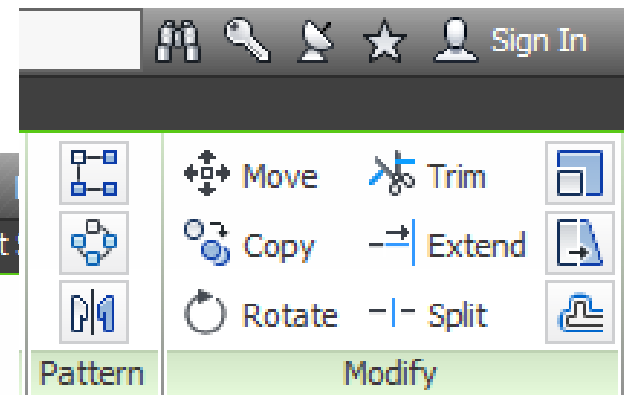 Sign In
Move Trim
t
Copy Extend
Rotate Split
Pattern Modify